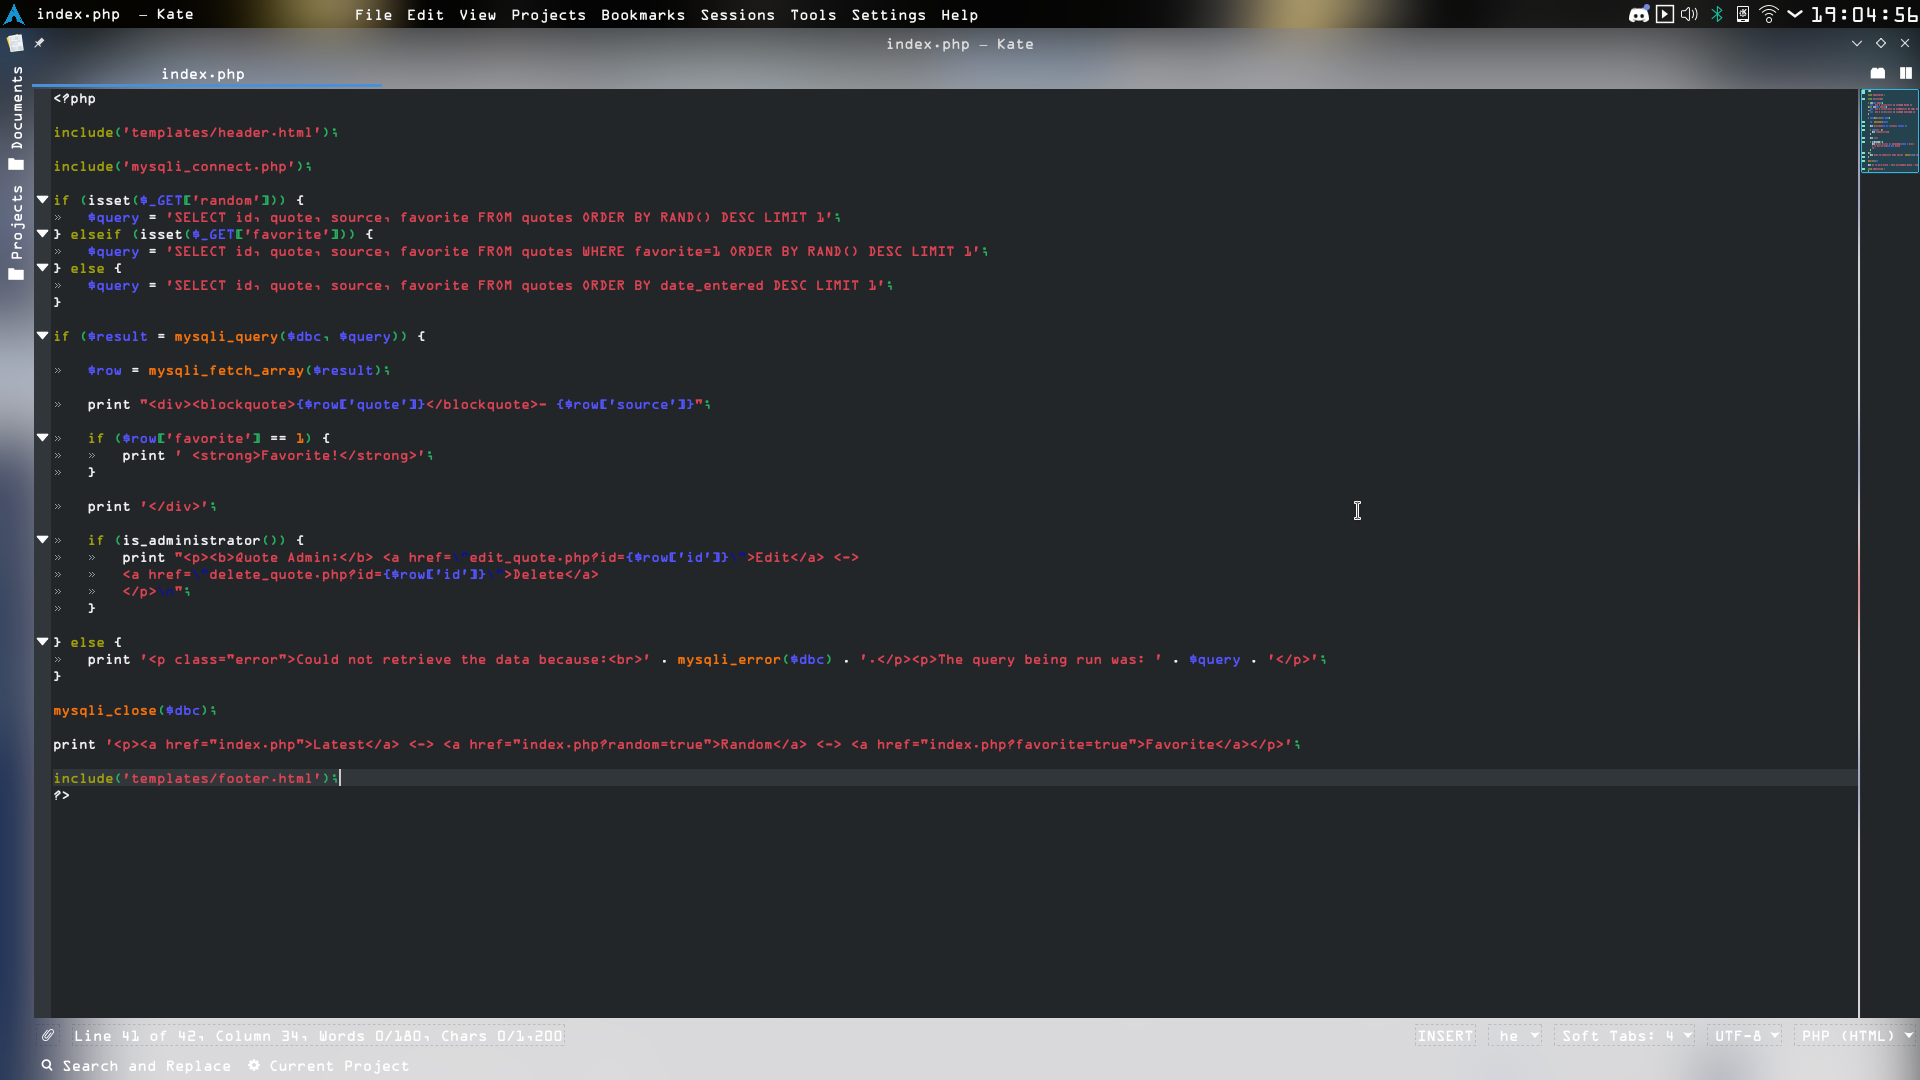 index.php — Kate
File Edit View Projects Bookmarks Sessions Tools Settings Help
19:04:56
index.php — Kate
index.php
Documents
Projects
<?php
include('templates/header.html');
include('mysqli_connect.php');
if (isset($_GET['random'])) {
» $query = 'SELECT id, quote, source, favorite FROM quotes ORDER BY RAND() DESC LIMIT 1';
} elseif (isset($_GET['favorite'])) {
» $query = 'SELECT id, quote, source, favorite FROM quotes WHERE favorite=1 ORDER BY RAND() DESC LIMIT 1';
} else {
» $query = 'SELECT id, quote, source, favorite FROM quotes ORDER BY date_entered DESC LIMIT 1';
}
if ($result = mysqli_query($dbc, $query)) {
» $row = mysqli_fetch_array($result);
» print "<div><blockquote>{$row['quote']}</blockquote>- {$row['source']}";
» if ($row['favorite'] == 1) {
» » print ' <strong>Favorite!</strong>';
» }
» print '</div>';
» if (is_administrator()) {
» » print "<p><b>Quote Admin:</b> <a href=\"edit_quote.php?id={$row['id']}\">Edit</a> <->
» » <a href=\"delete_quote.php?id={$row['id']}\">Delete</a>
» » </p>";
» }
} else {
» print '<p class="error">Could not retrieve the data because:<br>' . mysqli_error($dbc) . '.</p><p>The query being run was: ' . $query . '</p>';
}
mysqli_close($dbc);
print '<p><a href="index.php">Latest</a> <-> <a href="index.php?random=true">Random</a> <-> <a href="index.php?favorite=true">Favorite</a></p>';
include('templates/footer.html');
?>
Line 41 of 42, Column 34, Words 0/180, Chars 0/1,200
INSERT he Soft Tabs: 4 UTF-8 PHP (HTML)
Search and Replace Current Project